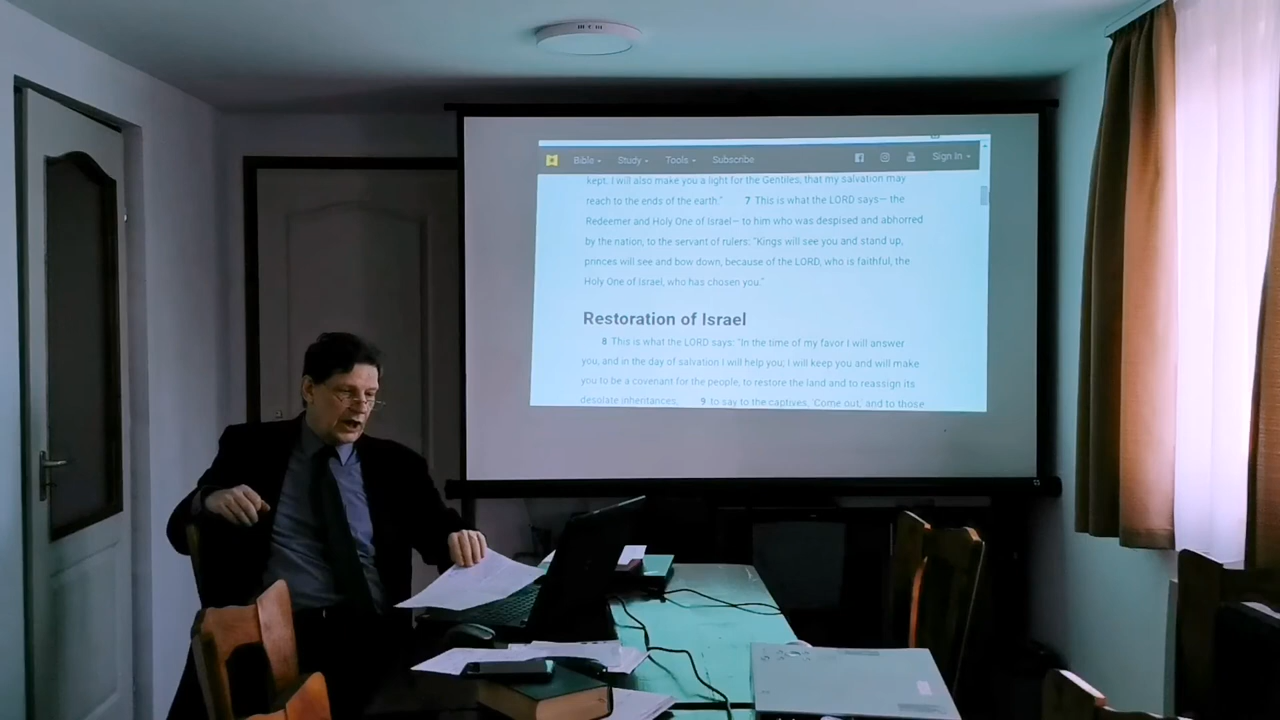 Bible Study Tools Subscribe Sign In
kept. I will also make you a light for the Gentiles, that my salvation may
reach to the ends of the earth." 7 This is what the LORD says— the
Redeemer and Holy One of Israel— to him who was despised and abhorred
by the nation, to the servant of rulers: "Kings will see you and stand up,
princes will see and bow down, because of the LORD, who is faithful, the
Holy One of Israel, who has chosen you."
Restoration of Israel
8 This is what the LORD says: "In the time of my favor I will answer
you, and in the day of salvation I will help you; I will keep you and will make
you to be a covenant for the people, to restore the land and to reassign its
desolate inheritances, 9 to say to the captives, 'Come out,' and to those